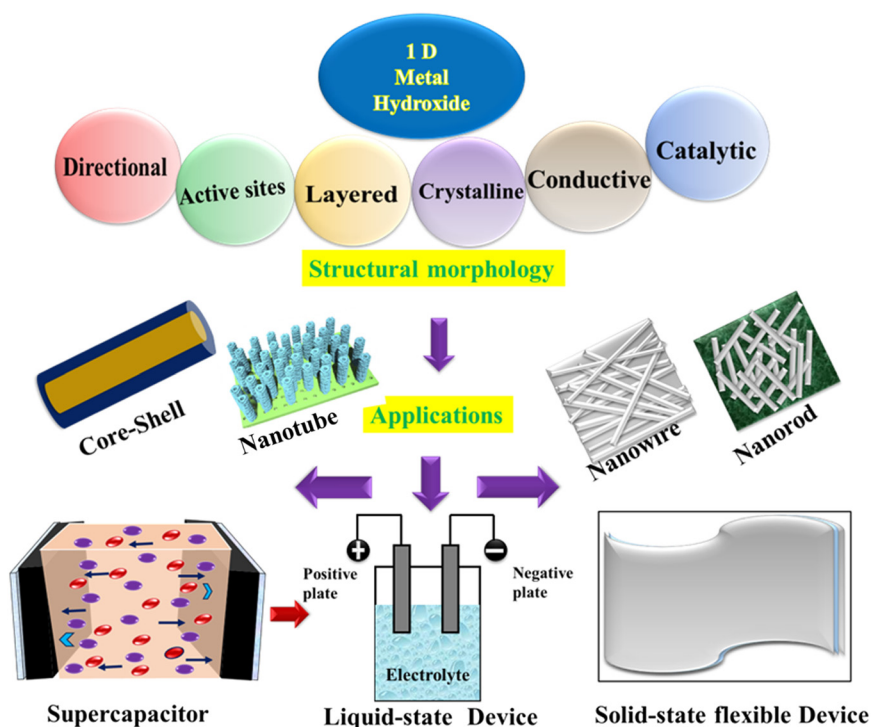 1 D
Metal
Hydroxide
Directional
Active sites
Layered
Crystalline
Conductive
Catalytic
Structural morphology
Core-Shell
Nanotube
Applications
Nanowire
Nanorod
+
−
Positive
plate
Negative
plate
Electrolyte
Supercapacitor
Liquid-state Device
Solid-state flexible Device